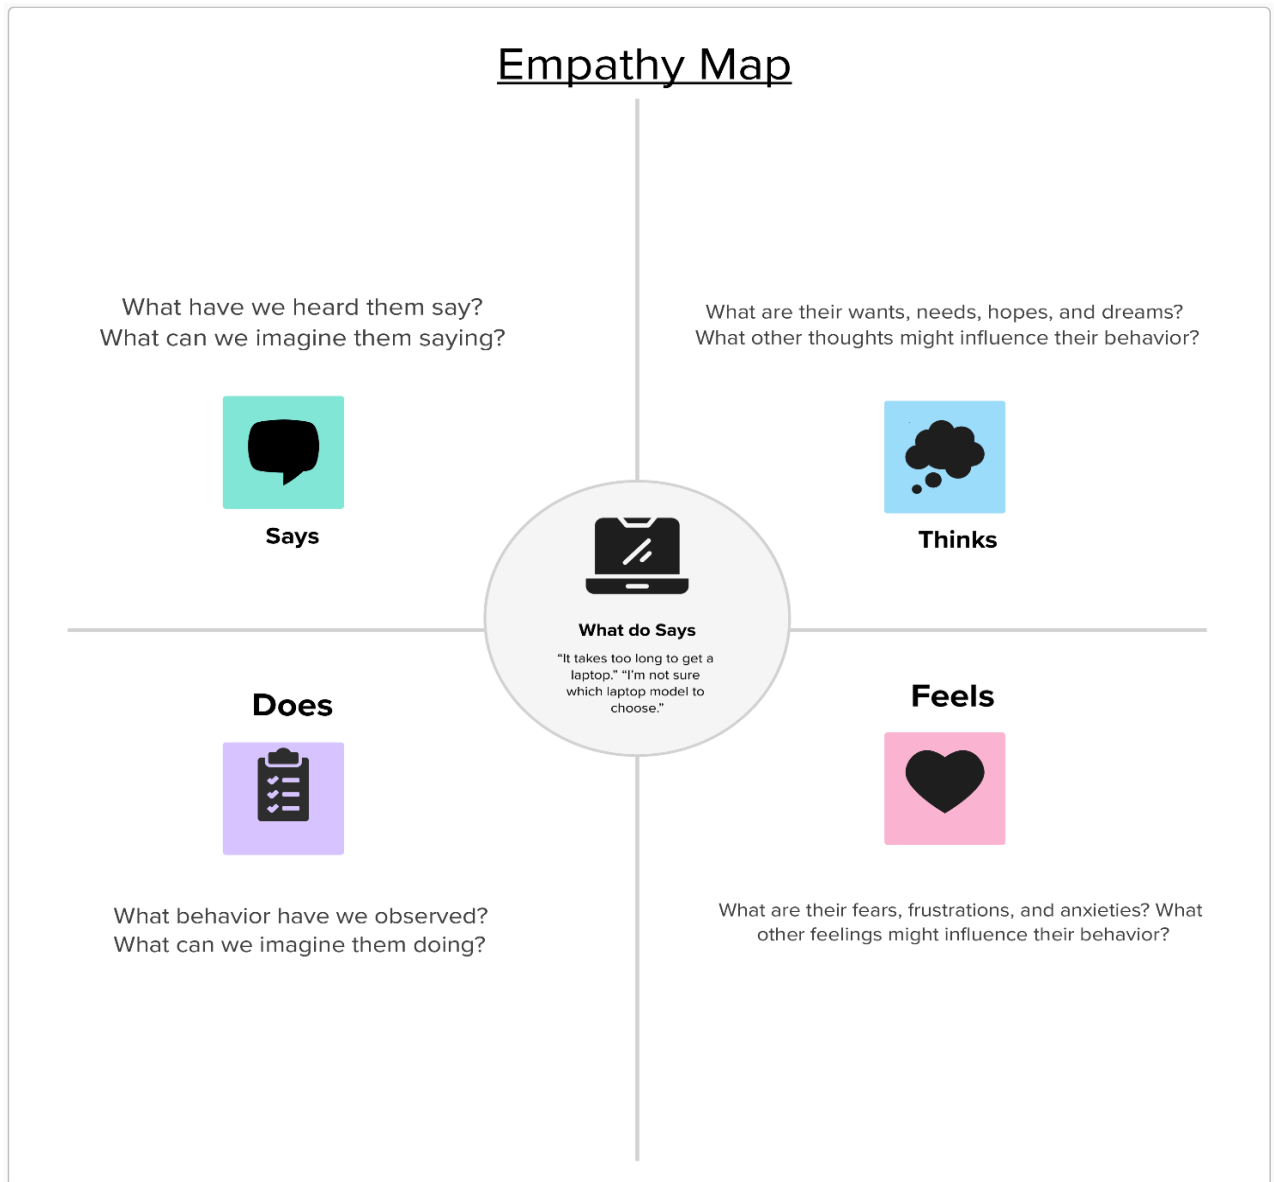 Empathy Map
What have we heard them say?
What can we imagine them saying?
Says
What are their wants, needs, hopes, and dreams?
What other thoughts might influence their behavior?
Thinks
What do Says
“It takes too long to get a
laptop.” “I’m not sure
which laptop model to
choose.”
Does
What behavior have we observed?
What can we imagine them doing?
Feels
What are their fears, frustrations, and anxieties? What
other feelings might influence their behavior?